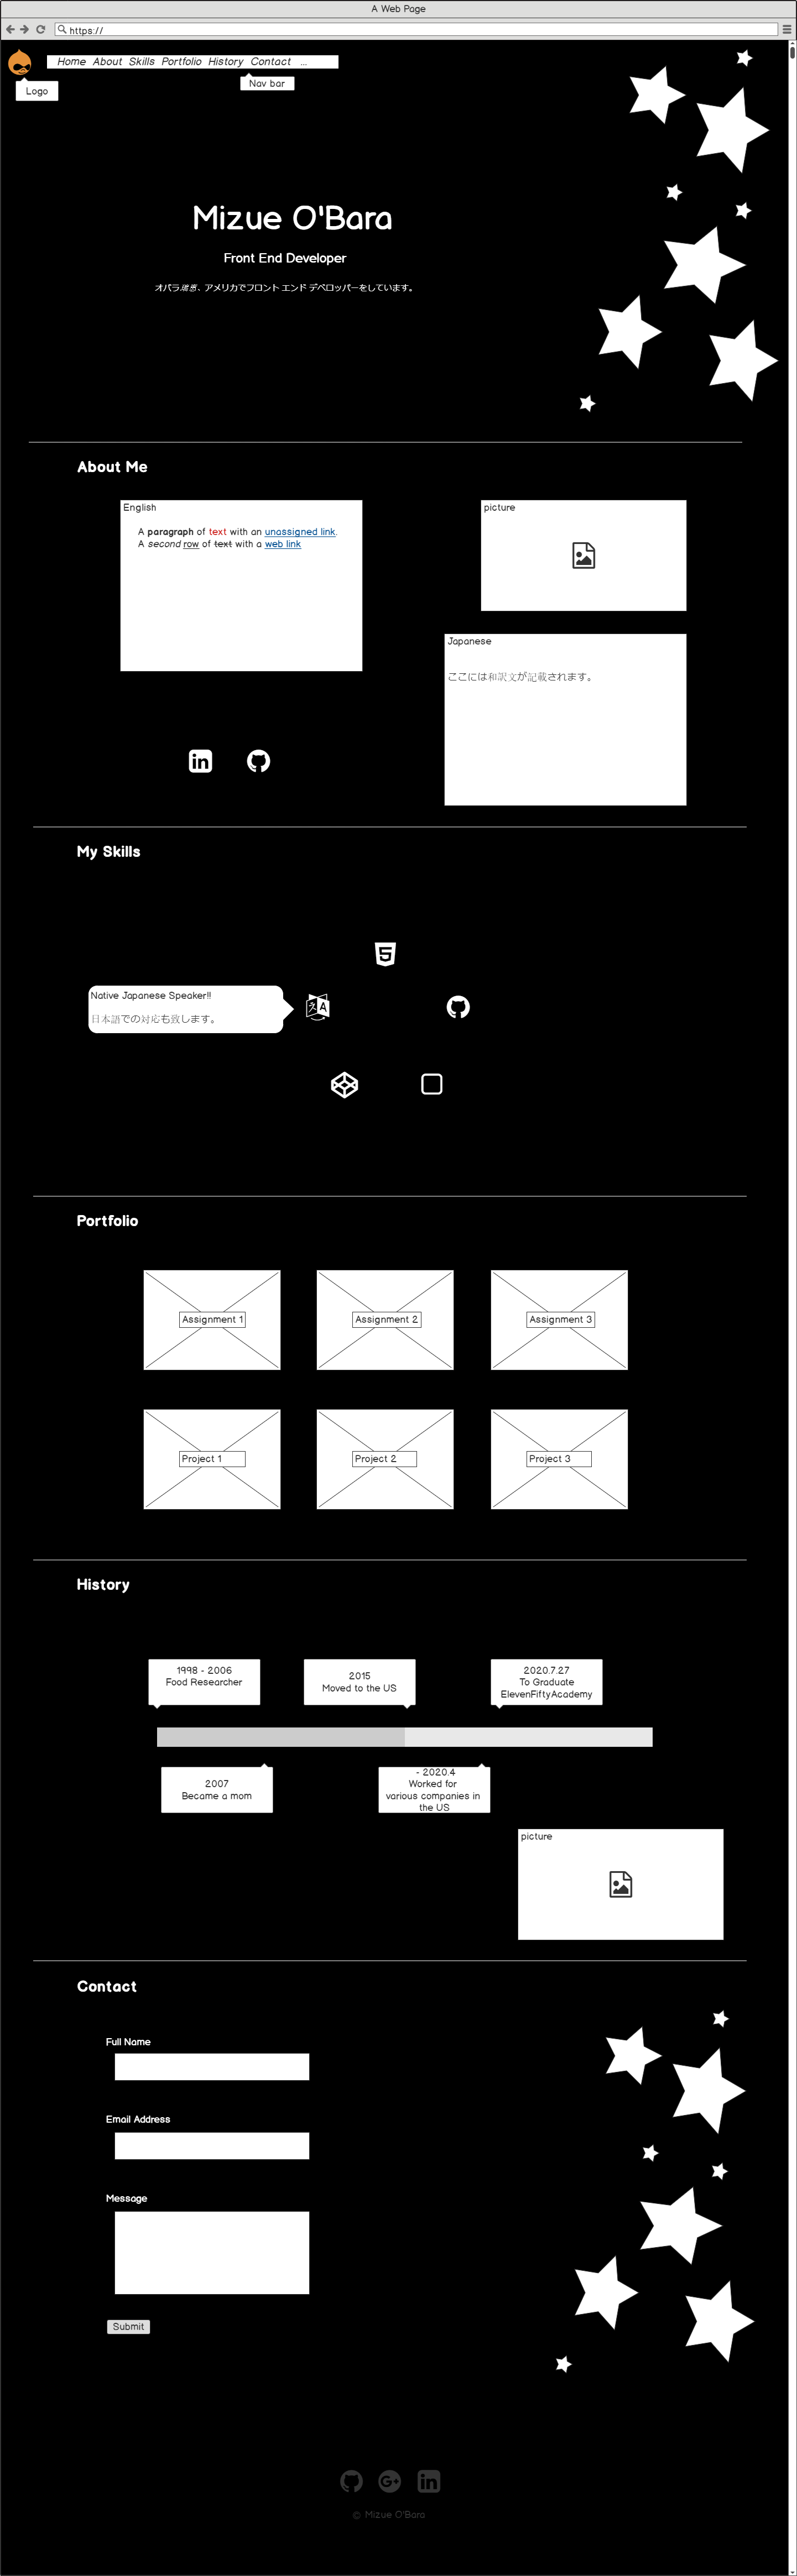 A Web Page
https://
Home About Skills Portfolio History Contact ...
Logo
Nav bar
Mizue O'Bara
Front End Developer
オバラ瑞恵、アメリカでフロント エンド デベロッパーをしています。
About Me
English
A paragraph of text with an unassigned link.
A second row of text with a web link
picture
Japanese
ここには和訳文が記載されます。
My Skills
Native Japanese Speaker!!
日本語での対応も致します。
Portfolio
Assignment 1
Assignment 2
Assignment 3
Project 1
Project 2
Project 3
History
1998 - 2006
Food Researcher
2015
Moved to the US
2020.7.27
To Graduate
ElevenFiftyAcademy
2007
Became a mom
- 2020.4
Worked for
various companies in
the US
picture
Contact
Full Name
Email Address
Message
Submit
© Mizue O'Bara